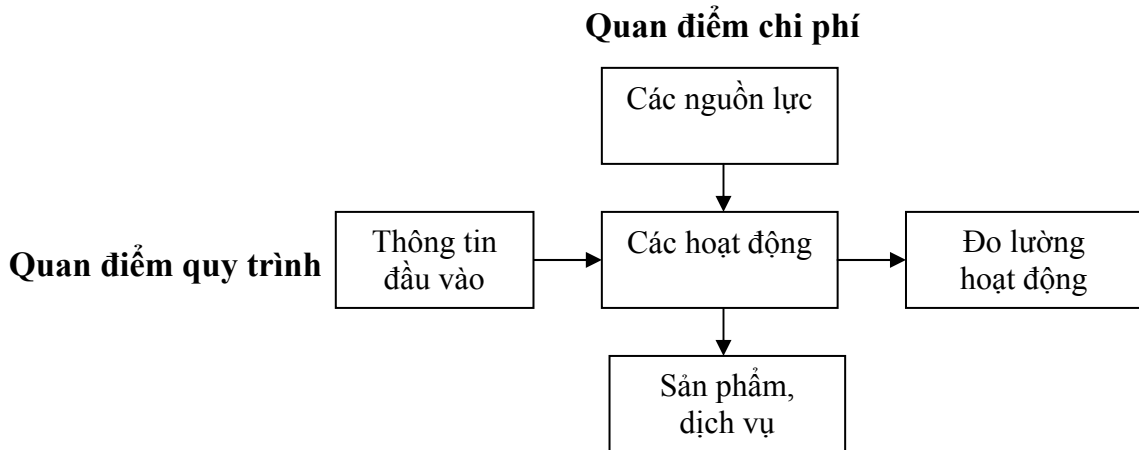 Quan điểm chi phí
Các nguồn lực
Quan điểm quy trình
Thông tin
đầu vào
Các hoạt động
Đo lường
hoạt động
Sản phẩm,
dịch vụ